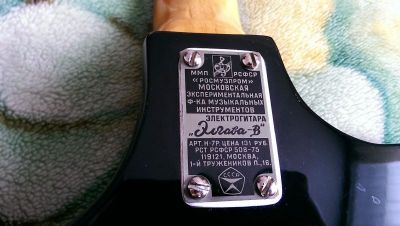 ММП РСФСР
«РОСМУЗПРОМ»
МОСКОВСКАЯ
ЭКСПЕРИМЕНТАЛЬНАЯ
Ф-КА МУЗЫКАЛЬНЫХ
ИНСТРУМЕНТОВ
ЭЛЕКТРОГИТАРА
„Элгава-В"
АРТ. Н-7Р. ЦЕНА 131 РУБ.
РСТ РСФСР 508-75
119121, МОСКВА,
1-Й ТРУЖЕНИКОВ П., 16.